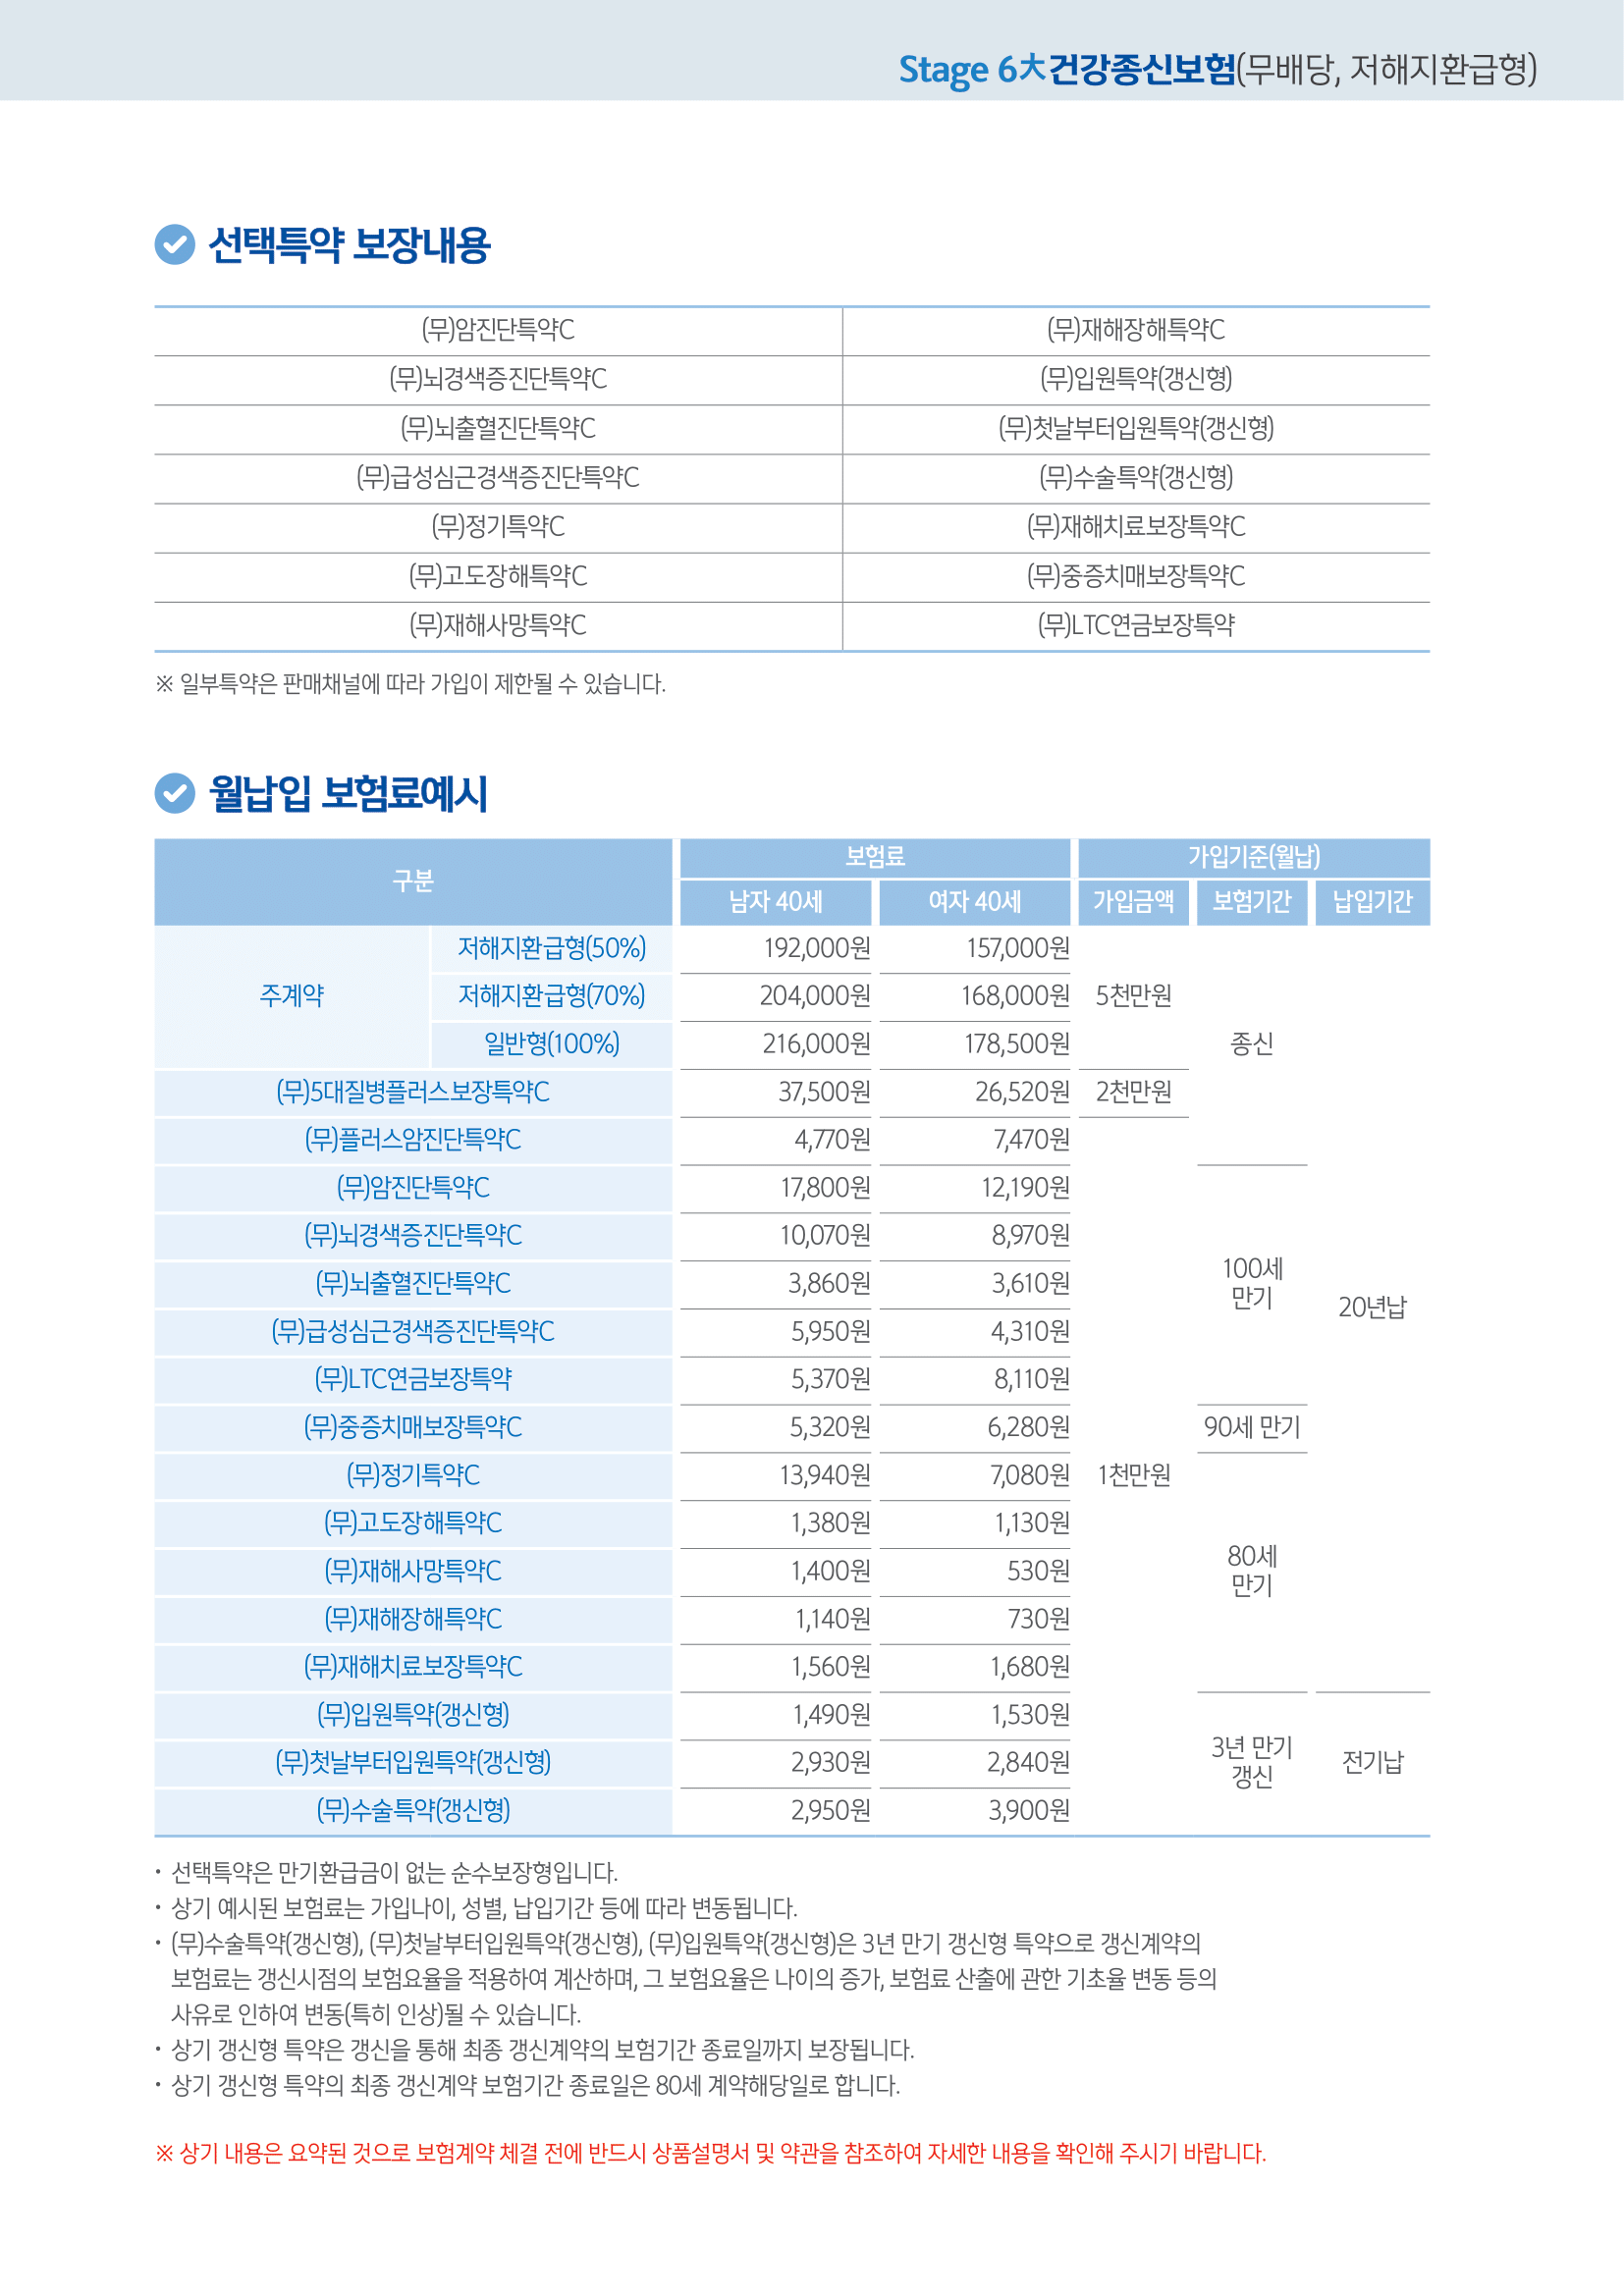 Stage 6大건강종신보험(무배당, 저해지환급형)
선택특약 보장내용
(무)암진단특약C (무)재해장해특약C
(무)뇌경색증진단특약C (무)입원특약(갱신형)
(무)뇌출혈진단특약C (무)첫날부터입원특약(갱신형)
(무)급성심근경색증진단특약C (무)수술특약(갱신형)
(무)정기특약C (무)재해치료보장특약C
(무)고도장해특약C (무)중증치매보장특약C
(무)재해사망특약C (무)LTC연금보장특약
※ 일부특약은 판매채널에 따라 가입이 제한될 수 있습니다.
월납입 보험료예시
구분 보험료 가입기준(월납)
남자 40세 여자 40세 가입금액 보험기간 납입기간
저해지환급형(50%) 192,000원 157,000원
주계약 저해지환급형(70%) 204,000원 168,000원 5천만원
일반형(100%) 216,000원 178,500원 종신
(무)5대질병플러스보장특약C 37,500원 26,520원 2천만원
(무)플러스암진단특약C 4,770원 7,470원
(무)암진단특약C 17,800원 12,190원
(무)뇌경색증진단특약C 10,070원 8,970원
100세
(무)뇌출혈진단특약C 3,860원 3,610원
만기
20년납
(무)급성심근경색증진단특약C 5,950원 4,310원
(무)LTC연금보장특약 5,370원 8,110원
(무)중증치매보장특약C 5,320원 6,280원 90세 만기
(무)정기특약C 13,940원 7,080원 1천만원
(무)고도장해특약C 1,380원 1,130원
80세
(무)재해사망특약C 1,400원 530원
만기
(무)재해장해특약C 1,140원 730원
(무)재해치료보장특약C 1,560원 1,680원
(무)입원특약(갱신형) 1,490원 1,530원
3년 만기
(무)첫날부터입원특약(갱신형) 2,930원 2,840원 전기납
갱신
(무)수술특약(갱신형) 2,950원 3,900원
• 선택특약은 만기환급금이 없는 순수보장형입니다.
• 상기 예시된 보험료는 가입나이, 성별, 납입기간 등에 따라 변동됩니다.
• (무)수술특약(갱신형), (무)첫날부터입원특약(갱신형), (무)입원특약(갱신형)은 3년 만기 갱신형 특약으로 갱신계약의
보험료는 갱신시점의 보험요율을 적용하여 계산하며, 그 보험요율은 나이의 증가, 보험료 산출에 관한 기초율 변동 등의
사유로 인하여 변동(특히 인상)될 수 있습니다.
• 상기 갱신형 특약은 갱신을 통해 최종 갱신계약의 보험기간 종료일까지 보장됩니다.
• 상기 갱신형 특약의 최종 갱신계약 보험기간 종료일은 80세 계약해당일로 합니다.
※ 상기 내용은 요약된 것으로 보험계약 체결 전에 반드시 상품설명서 및 약관을 참조하여 자세한 내용을 확인해 주시기 바랍니다.